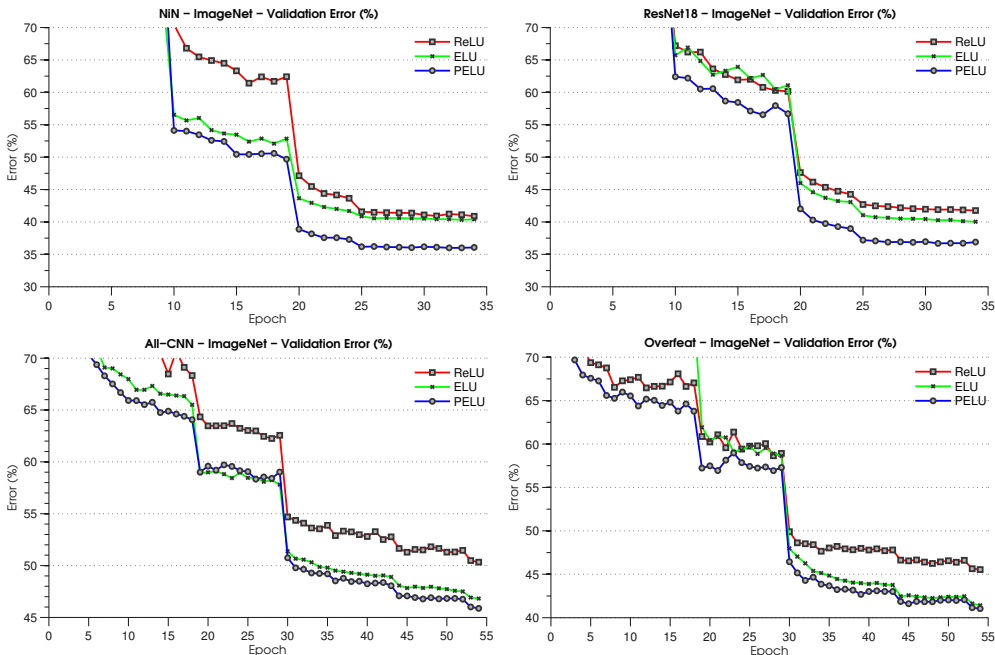 NiN – ImageNet – Validation Error (%)
70
65
60
55
50
45
40
35
30
Error (%)
ReLU
ELU
PELU
0 5 10 15 20 25 30 35
Epoch
ResNet18 – ImageNet – Validation Error (%)
70
65
60
55
50
45
40
35
30
Error (%)
ReLU
ELU
PELU
0 5 10 15 20 25 30 35
Epoch
All–CNN – ImageNet – Validation Error (%)
70
65
60
55
50
45
Error (%)
ReLU
ELU
PELU
0 5 10 15 20 25 30 35 40 45 50 55
Epoch
Overfeat – ImageNet – Validation Error (%)
70
65
60
55
50
45
40
Error (%)
ReLU
ELU
PELU
0 5 10 15 20 25 30 35 40 45 50 55
Epoch